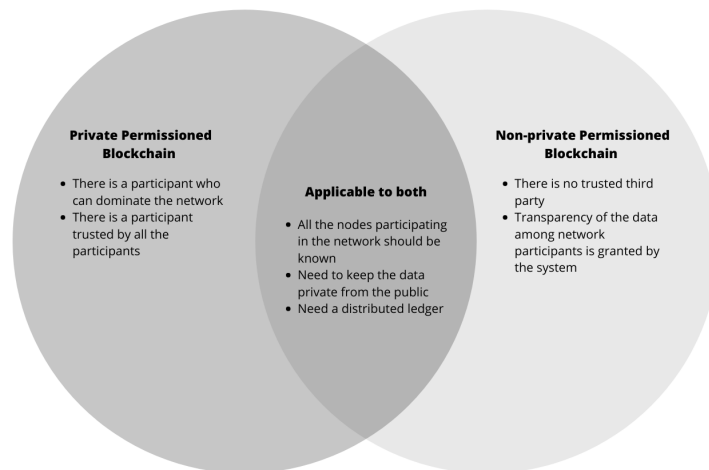 Private Permissioned
Blockchain
• There is a participant who
can dominate the network
• There is a participant
trusted by all the
participants
Applicable to both
• All the nodes participating
in the network should be
known
• Need to keep the data
private from the public
• Need a distributed ledger
Non-private Permissioned
Blockchain
• There is no trusted third
party
• Transparency of the data
among network
participants is granted by
the system